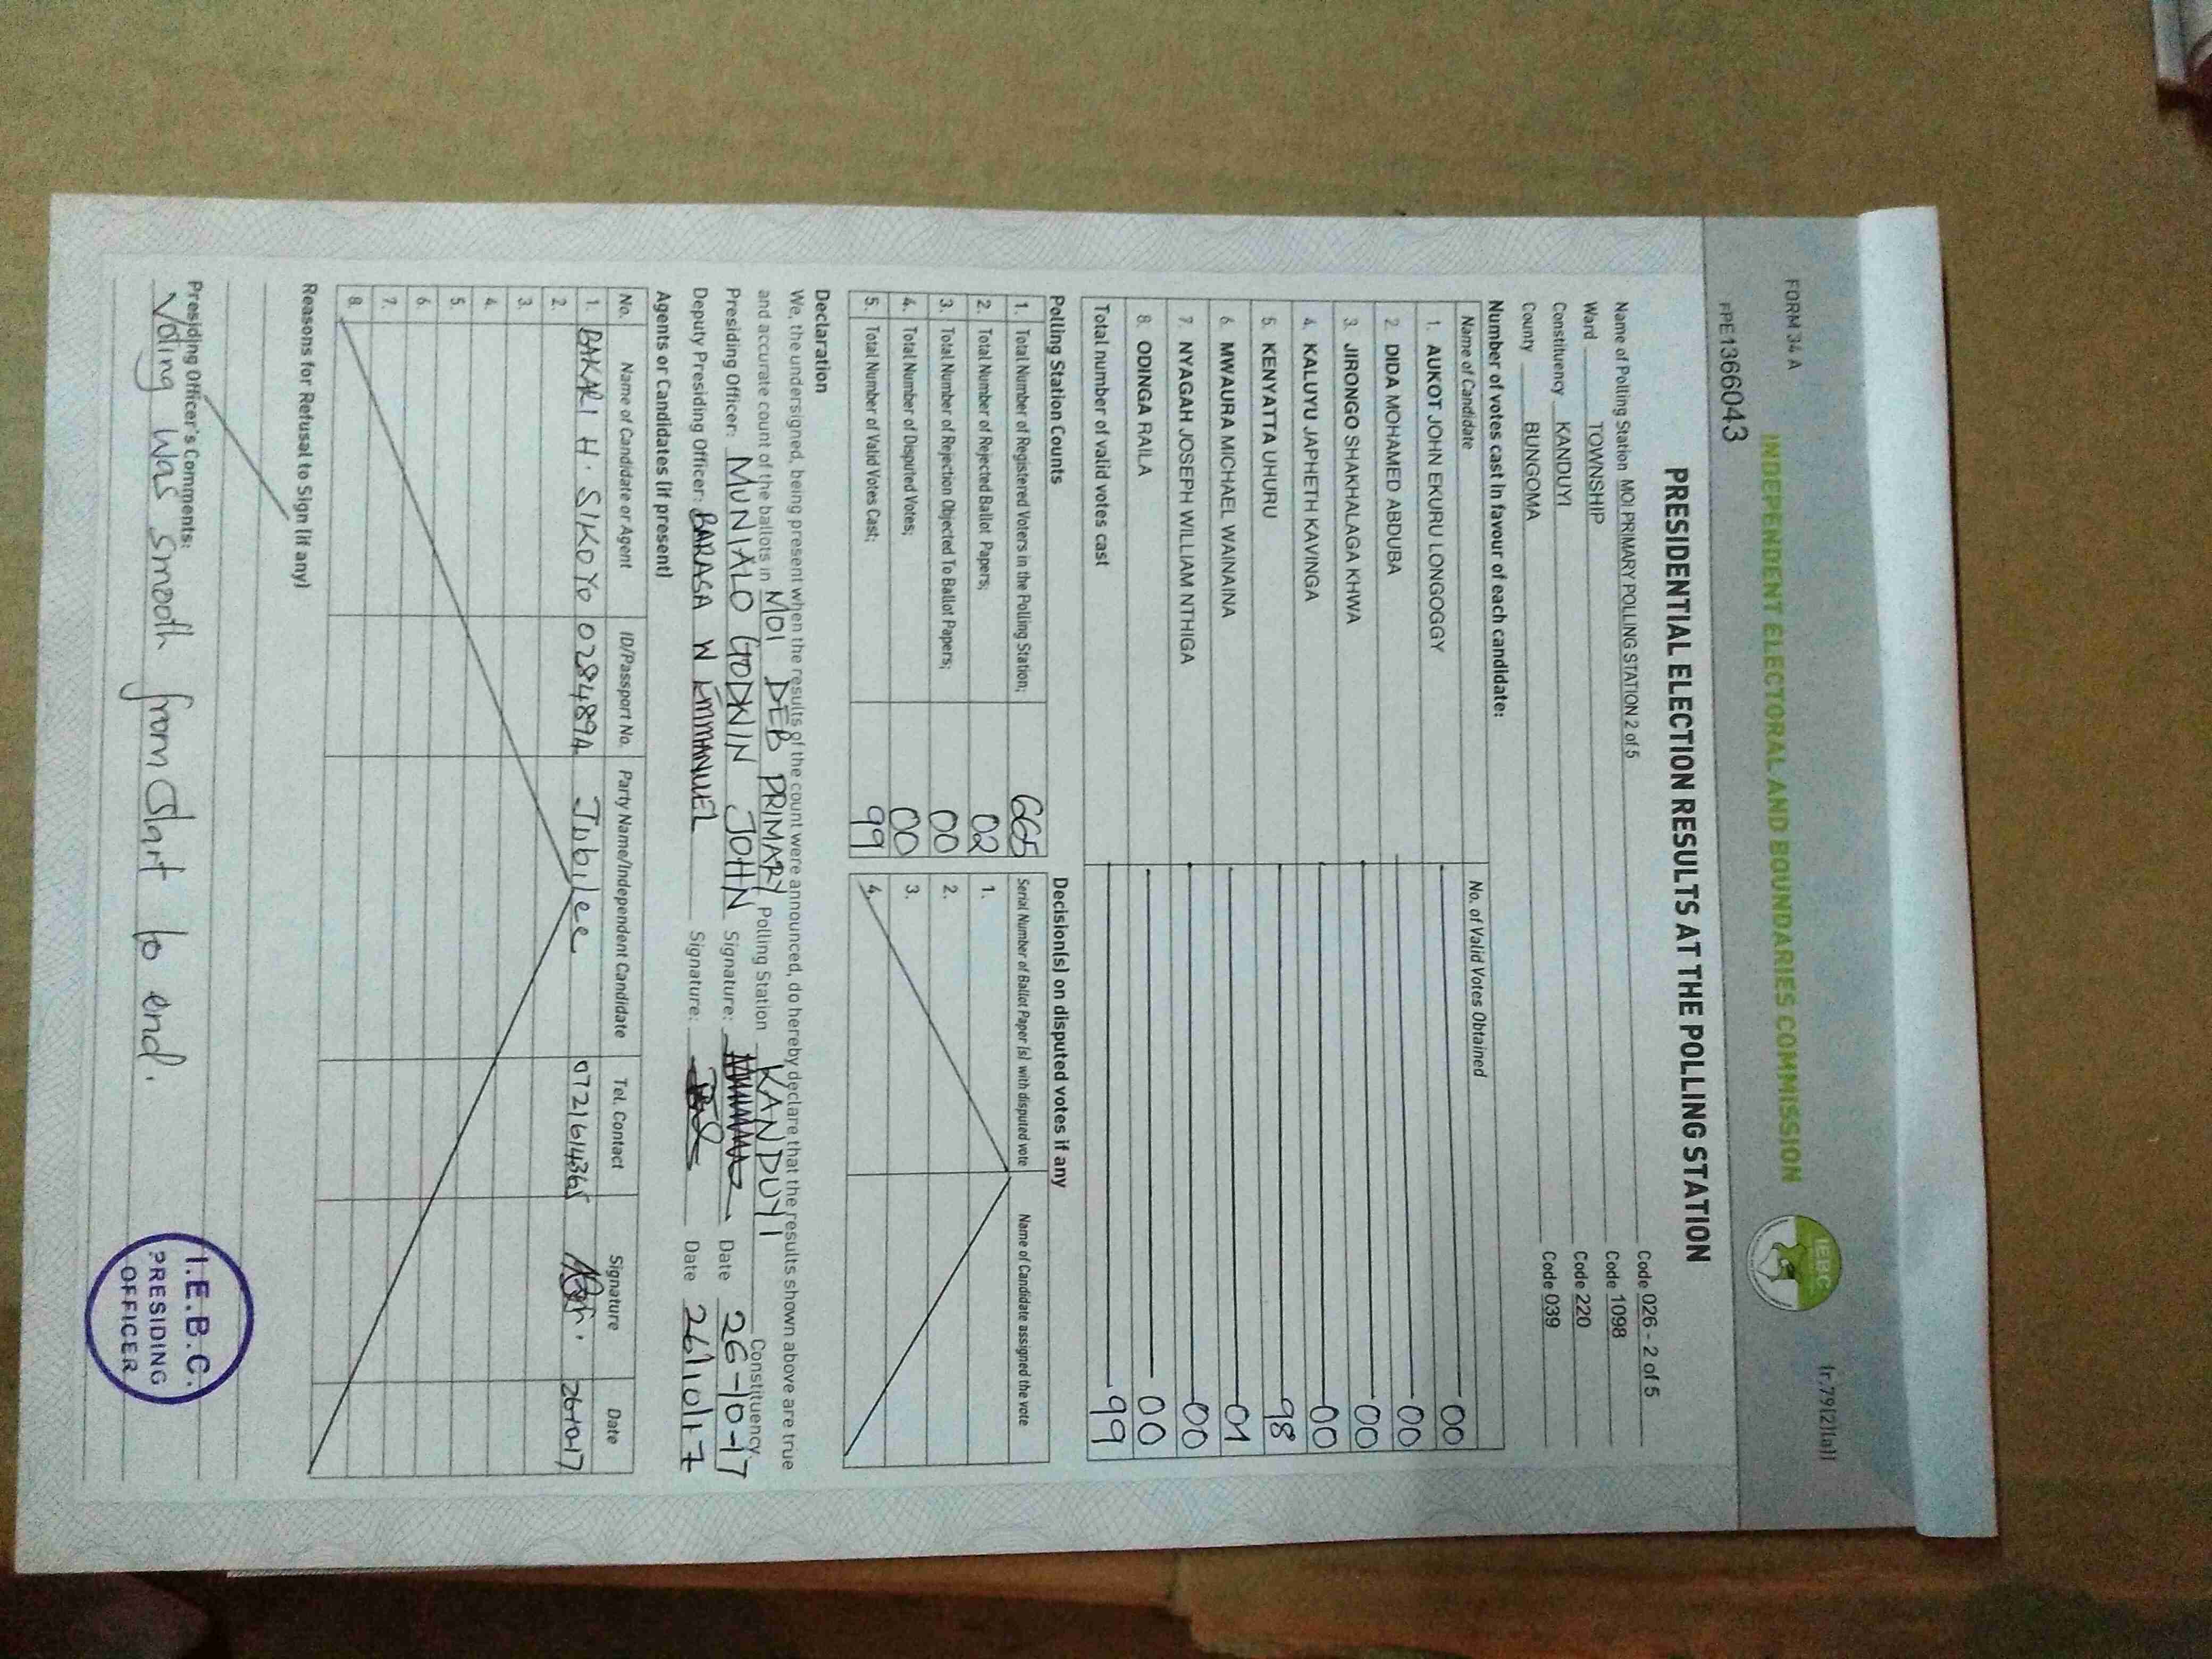 FORM 34 A
(r.79(2)(a))
INDEPENDENT ELECTORAL AND BOUNDARIES COMMISSION
IEBC
FPE1366043
PRESIDENTIAL ELECTION RESULTS AT THE POLLING STATION
Name of Polling Station MOI PRIMARY POLLING STATION 2 of 5 Code 026 - 2 of 5
Ward TOWNSHIP Code 1098
Constituency KANDUYI Code 220
County BUNGOMA Code 039
Number of votes cast in favour of each candidate:
Name of Candidate No. of Valid Votes Obtained
1. AUKOT JOHN EKURU LONGOGGY 00
2. DIDA MOHAMED ABDUBA 00
3. JIRONGO SHAKHALAGA KHWA 00
4. KALUYU JAPHETH KAVINGA 00
5. KENYATTA UHURU 98
6. MWAURA MICHAEL WAINAINA 01
7. NYAGAH JOSEPH WILLIAM NTHIGA 00
8. ODINGA RAILA 00
Total number of valid votes cast 99
Polling Station Counts
1. Total Number of Registered Voters in the Polling Station; 665
2. Total Number of Rejected Ballot Papers; 02
3. Total Number of Rejection Objected To Ballot Papers; 00
4. Total Number of Disputed Votes; 00
5. Total Number of Valid Votes Cast; 99
Decision(s) on disputed votes if any
Serial Number of Ballot Paper (s) with disputed vote Name of Candidate assigned the vote
1.
2.
3.
4.
Declaration
We, the undersigned, being present when the results of the count were announced, do hereby declare that the results shown above are true
and accurate count of the ballots in MOI DEB PRIMARY Polling Station KANDUYI Constituency
Presiding Officer: MUNIALO GODWIN JOHN Signature: Date 26-10-17
Deputy Presiding Officer: BARASA W EMMANUEL Signature: Date 26/10/17
Agents or Candidates (if present)
No. Name of Candidate or Agent ID/Passport No. Party Name/Independent Candidate Tel. Contact Signature Date
1. BAKARI H. SIKOYO Jubilee 0721614365 26-10-17
2.
3.
4.
5.
6.
7.
8.
Reasons for Refusal to Sign (if any)
Presiding Officer's Comments:
Voting was smooth from start to end.
I.E.B.C.
PRESIDING
OFFICER